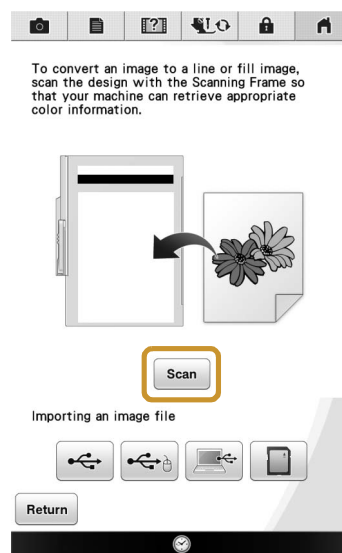 To convert an image to a line or fill image,
scan the design with the Scanning Frame so
that your machine can retrieve appropriate
color information.
Scan
Importing an image file
Return